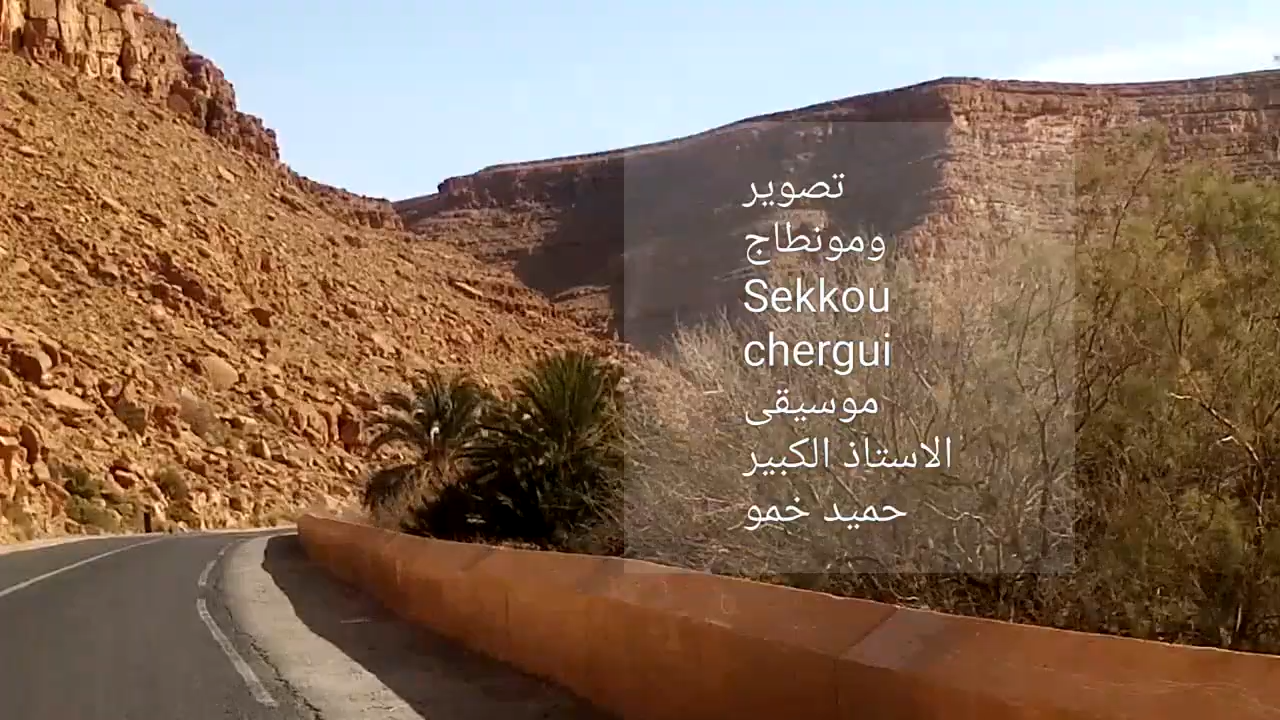 تصوير
ومونطاج
Sekkou
chergui
موسيقى
الاستاذ الكبير
حميد خمو